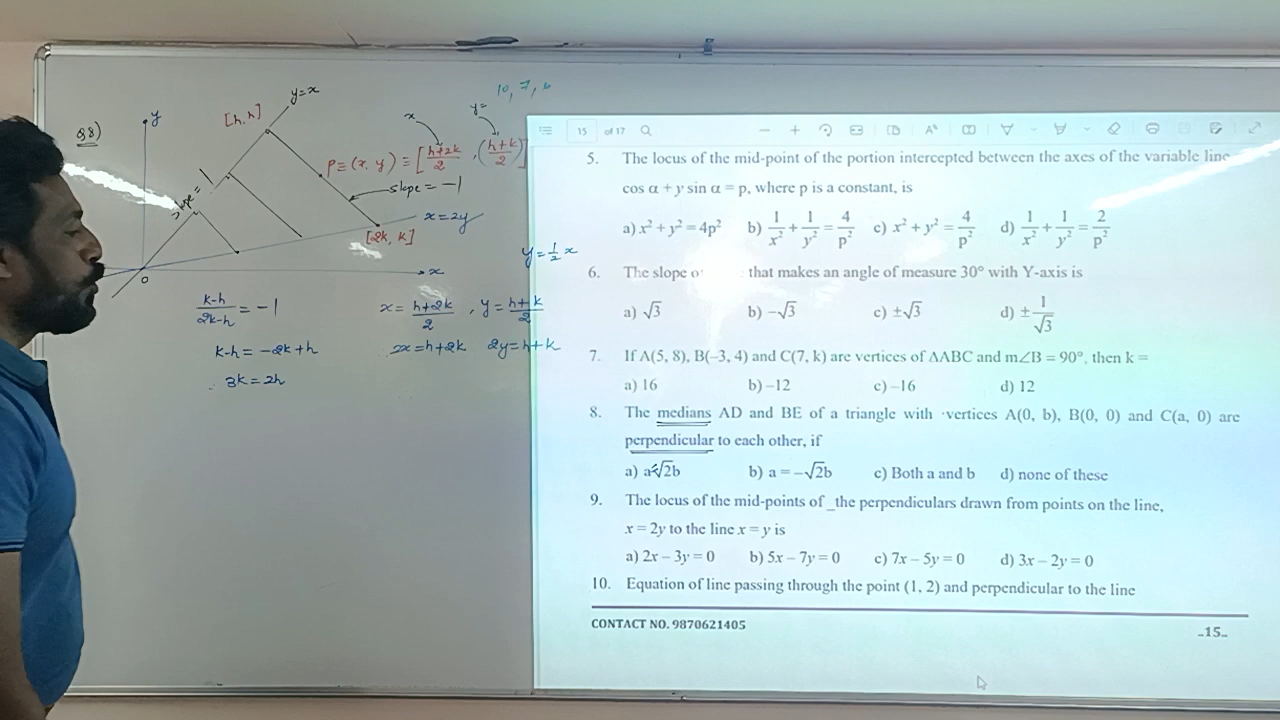 Q8)
y
[h, h]
y=x
10, 7, 6
x
y=
P≡(x, y) ≡ [h+2k/2, (h+k/2)]
slope = 1
slope = −1
x=2y
[2k, k]
y=½x
x
o
k-h/2k-h = −1
x= h+2k/2 , y= h+k/2
k-h = −2k+h
2x=h+2k 2y=h+k
∴ 3k = 2h
15 of 17
5. The locus of the mid-point of the portion intercepted between the axes of the variable line
cos α + y sin α = p, where p is a constant, is
a) x² + y² = 4p² b) 1/x² + 1/y² = 4/p² c) x² + y² = 4/p² d) 1/x² + 1/y² = 2/p²
6. The slope o that makes an angle of measure 30° with Y-axis is
a) √3 b) −√3 c) ±√3 d) ± 1/√3
7. If A(5, 8), B(−3, 4) and C(7, k) are vertices of ΔABC and m∠B = 90°, then k =
a) 16 b) −12 c) −16 d) 12
8. The medians AD and BE of a triangle with vertices A(0, b), B(0, 0) and C(a, 0) are
perpendicular to each other, if
a) a=√2b b) a = −√2b c) Both a and b d) none of these
9. The locus of the mid-points of _the perpendiculars drawn from points on the line,
x = 2y to the line x = y is
a) 2x − 3y = 0 b) 5x − 7y = 0 c) 7x − 5y = 0 d) 3x − 2y = 0
10. Equation of line passing through the point (1, 2) and perpendicular to the line
CONTACT NO. 9870621405
..15..